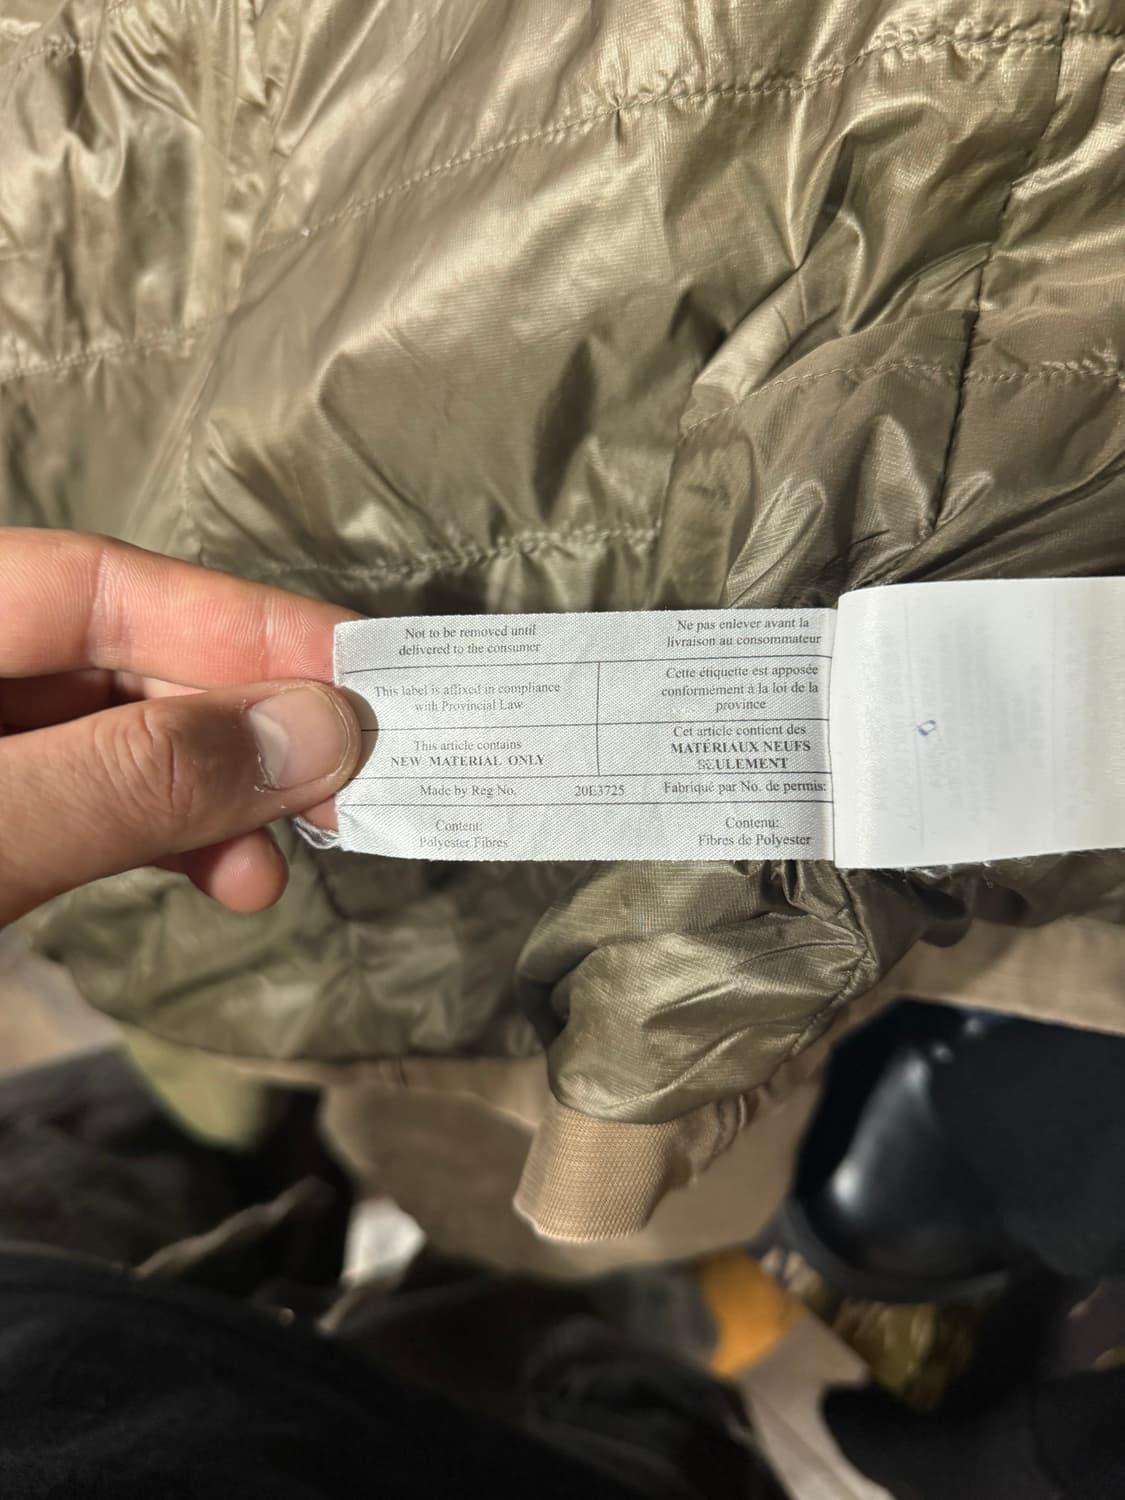 Not to be removed until
delivered to the consumer
Ne pas enlever avant la
livraison au consommateur
This label is affixed in compliance
with Provincial Law
Cette étiquette est apposée
conformément à la loi de la
province
This article contains
NEW MATERIAL ONLY
Cet article contient des
MATÉRIAUX NEUFS
SEULEMENT
Made by Reg No. 20E3725 Fabriqué par No. de permis:
Content:
Polyester Fibres
Contenu:
Fibres de Polyester